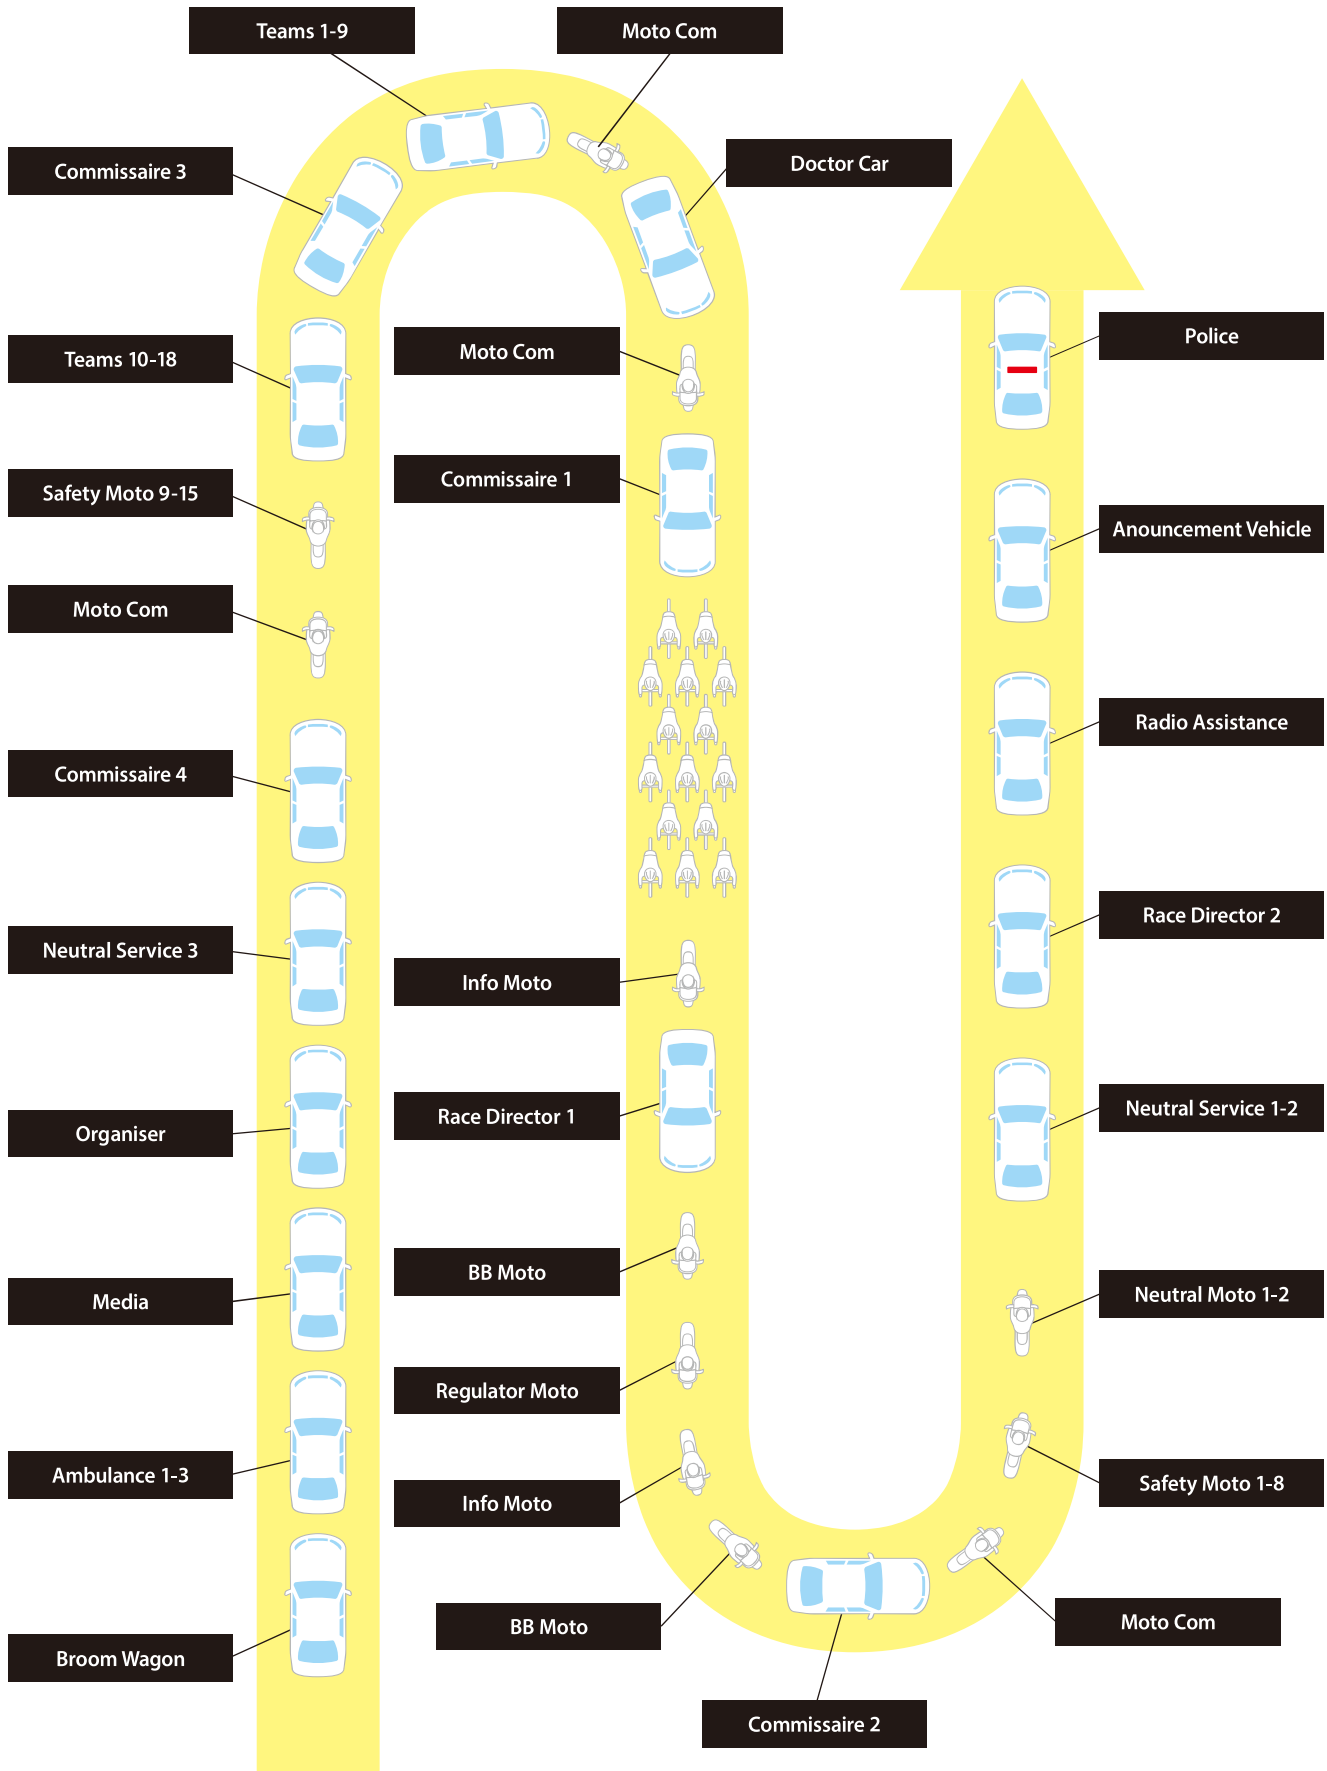 Teams 1-9
Moto Com
Commissaire 3
Doctor Car
Teams 10-18
Moto Com
Police
Safety Moto 9-15
Commissaire 1
Anouncement Vehicle
Moto Com
Radio Assistance
Commissaire 4
Race Director 2
Neutral Service 3
Info Moto
Organiser
Race Director 1
Neutral Service 1-2
Media
BB Moto
Neutral Moto 1-2
Regulator Moto
Ambulance 1-3
Info Moto
Safety Moto 1-8
Broom Wagon
BB Moto
Moto Com
Commissaire 2